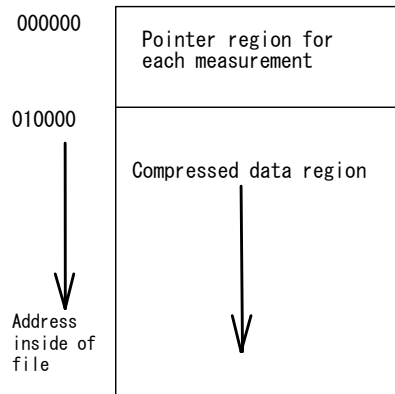 000000
Pointer region for
each measurement
010000
Compressed data region
Address
inside of
file